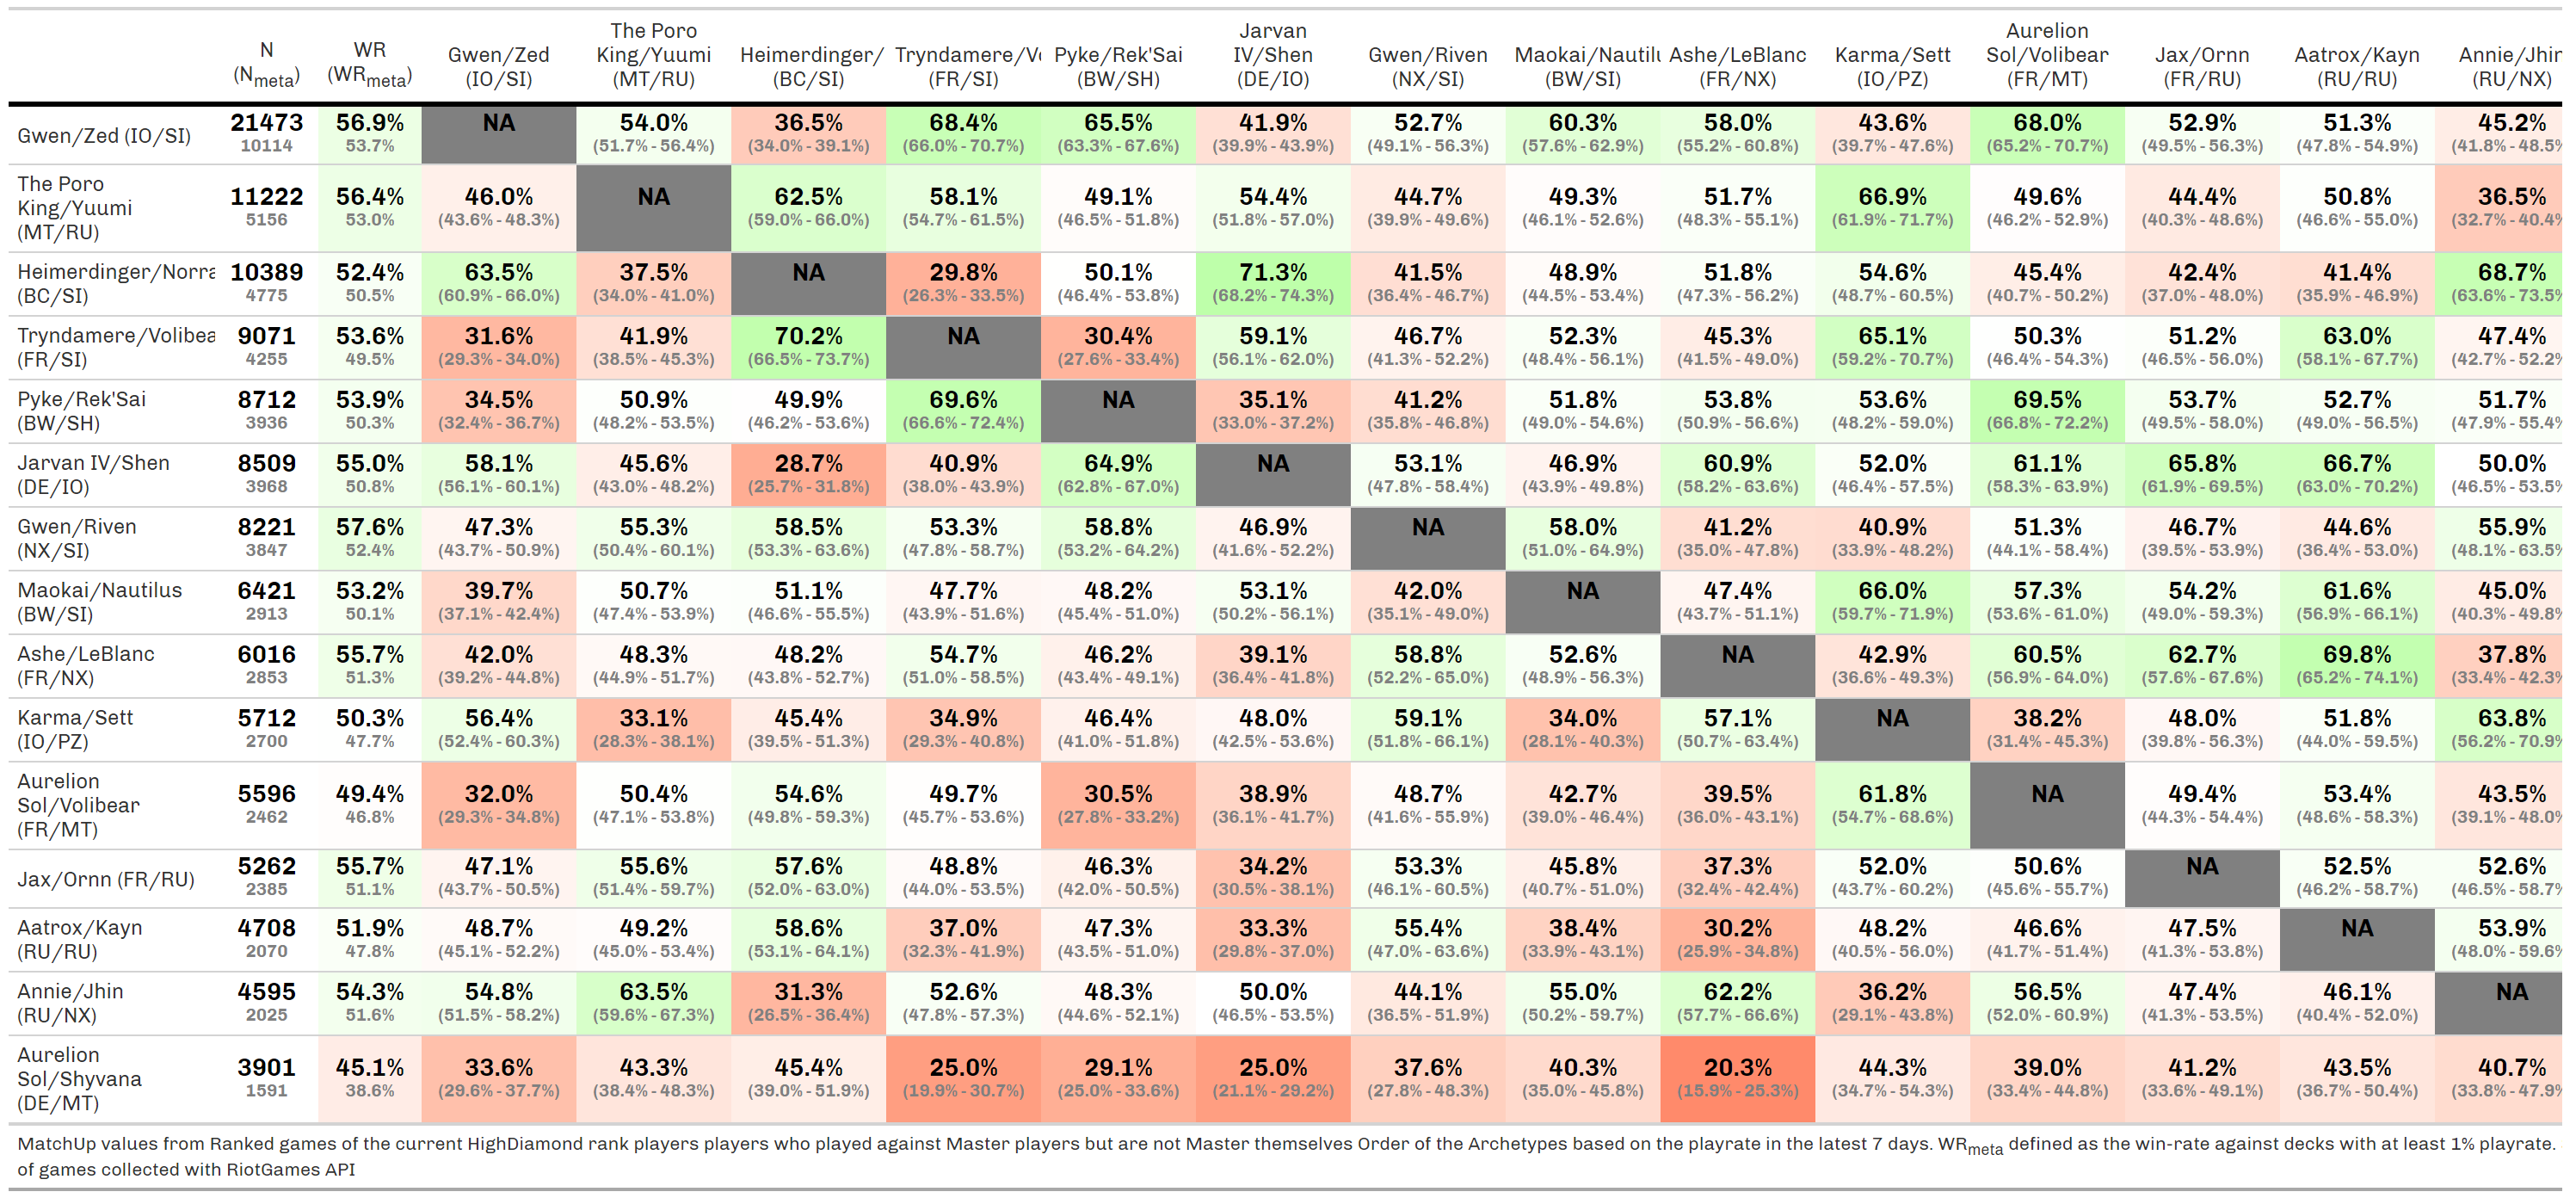 N (N meta)
WR (WR meta)
Gwen/Zed (IO/SI)
The Poro King/Yuumi (MT/RU)
Heimerdinger/ (BC/SI)
Tryndamere/Vo (FR/SI)
Pyke/Rek'Sai (BW/SH)
Jarvan IV/Shen (DE/IO)
Gwen/Riven (NX/SI)
Maokai/Nautilu (BW/SI)
Ashe/LeBlanc (FR/NX)
Karma/Sett (IO/PZ)
Aurelion Sol/Volibear (FR/MT)
Jax/Ornn (FR/RU)
Aatrox/Kayn (RU/RU)
Annie/Jhin (RU/NX)
Gwen/Zed (IO/SI)
21473 56.9% NA 54.0% 36.5% 68.4% 65.5% 41.9% 52.7% 60.3% 58.0% 43.6% 68.0% 52.9% 51.3% 45.2%
10114 53.7% (51.7% - 56.4%) (34.0% - 39.1%) (66.0% - 70.7%) (63.3% - 67.6%) (39.9% - 43.9%) (49.1% - 56.3%) (57.6% - 62.9%) (55.2% - 60.8%) (39.7% - 47.6%) (65.2% - 70.7%) (49.5% - 56.3%) (47.8% - 54.9%) (41.8% - 48.5%
The Poro
King/Yuumi
(MT/RU)
11222 56.4% 46.0% NA 62.5% 58.1% 49.1% 54.4% 44.7% 49.3% 51.7% 66.9% 49.6% 44.4% 50.8% 36.5%
5156 53.0% (43.6% - 48.3%) (59.0% - 66.0%) (54.7% - 61.5%) (46.5% - 51.8%) (51.8% - 57.0%) (39.9% - 49.6%) (46.1% - 52.6%) (48.3% - 55.1%) (61.9% - 71.7%) (46.2% - 52.9%) (40.3% - 48.6%) (46.6% - 55.0%) (32.7% - 40.4%
Heimerdinger/Norra
(BC/SI)
10389 52.4% 63.5% 37.5% NA 29.8% 50.1% 71.3% 41.5% 48.9% 51.8% 54.6% 45.4% 42.4% 41.4% 68.7%
4775 50.5% (60.9% - 66.0%) (34.0% - 41.0%) (26.3% - 33.5%) (46.4% - 53.8%) (68.2% - 74.3%) (36.4% - 46.7%) (44.5% - 53.4%) (47.3% - 56.2%) (48.7% - 60.5%) (40.7% - 50.2%) (37.0% - 48.0%) (35.9% - 46.9%) (63.6% - 73.5%
Tryndamere/Volibea
(FR/SI)
9071 53.6% 31.6% 41.9% 70.2% NA 30.4% 59.1% 46.7% 52.3% 45.3% 65.1% 50.3% 51.2% 63.0% 47.4%
4255 49.5% (29.3% - 34.0%) (38.5% - 45.3%) (66.5% - 73.7%) (27.6% - 33.4%) (56.1% - 62.0%) (41.3% - 52.2%) (48.4% - 56.1%) (41.5% - 49.0%) (59.2% - 70.7%) (46.4% - 54.3%) (46.5% - 56.0%) (58.1% - 67.7%) (42.7% - 52.2%
Pyke/Rek'Sai
(BW/SH)
8712 53.9% 34.5% 50.9% 49.9% 69.6% NA 35.1% 41.2% 51.8% 53.8% 53.6% 69.5% 53.7% 52.7% 51.7%
3936 50.3% (32.4% - 36.7%) (48.2% - 53.5%) (46.2% - 53.6%) (66.6% - 72.4%) (33.0% - 37.2%) (35.8% - 46.8%) (49.0% - 54.6%) (50.9% - 56.6%) (48.2% - 59.0%) (66.8% - 72.2%) (49.5% - 58.0%) (49.0% - 56.5%) (47.9% - 55.4%
Jarvan IV/Shen
(DE/IO)
8509 55.0% 58.1% 45.6% 28.7% 40.9% 64.9% NA 53.1% 46.9% 60.9% 52.0% 61.1% 65.8% 66.7% 50.0%
3968 50.8% (56.1% - 60.1%) (43.0% - 48.2%) (25.7% - 31.8%) (38.0% - 43.9%) (62.8% - 67.0%) (47.8% - 58.4%) (43.9% - 49.8%) (58.2% - 63.6%) (46.4% - 57.5%) (58.3% - 63.9%) (61.9% - 69.5%) (63.0% - 70.2%) (46.5% - 53.5%
Gwen/Riven
(NX/SI)
8221 57.6% 47.3% 55.3% 58.5% 53.3% 58.8% 46.9% NA 58.0% 41.2% 40.9% 51.3% 46.7% 44.6% 55.9%
3847 52.4% (43.7% - 50.9%) (50.4% - 60.1%) (53.3% - 63.6%) (47.8% - 58.7%) (53.2% - 64.2%) (41.6% - 52.2%) (51.0% - 64.9%) (35.0% - 47.8%) (33.9% - 48.2%) (44.1% - 58.4%) (39.5% - 53.9%) (36.4% - 53.0%) (48.1% - 63.5%
Maokai/Nautilus
(BW/SI)
6421 53.2% 39.7% 50.7% 51.1% 47.7% 48.2% 53.1% 42.0% NA 47.4% 66.0% 57.3% 54.2% 61.6% 45.0%
2913 50.1% (37.1% - 42.4%) (47.4% - 53.9%) (46.6% - 55.5%) (43.9% - 51.6%) (45.4% - 51.0%) (50.2% - 56.1%) (35.1% - 49.0%) (43.7% - 51.1%) (59.7% - 71.9%) (53.6% - 61.0%) (49.0% - 59.3%) (56.9% - 66.1%) (40.3% - 49.8%
Ashe/LeBlanc
(FR/NX)
6016 55.7% 42.0% 48.3% 48.2% 54.7% 46.2% 39.1% 58.8% 52.6% NA 42.9% 60.5% 62.7% 69.8% 37.8%
2853 51.3% (39.2% - 44.8%) (44.9% - 51.7%) (43.8% - 52.7%) (51.0% - 58.5%) (43.4% - 49.1%) (36.4% - 41.8%) (52.2% - 65.0%) (48.9% - 56.3%) (36.6% - 49.3%) (56.9% - 64.0%) (57.6% - 67.6%) (65.2% - 74.1%) (33.4% - 42.3%
Karma/Sett
(IO/PZ)
5712 50.3% 56.4% 33.1% 45.4% 34.9% 46.4% 48.0% 59.1% 34.0% 57.1% NA 38.2% 48.0% 51.8% 63.8%
2700 47.7% (52.4% - 60.3%) (28.3% - 38.1%) (39.5% - 51.3%) (29.3% - 40.8%) (41.0% - 51.8%) (42.5% - 53.6%) (51.8% - 66.1%) (28.1% - 40.3%) (50.7% - 63.4%) (31.4% - 45.3%) (39.8% - 56.3%) (44.0% - 59.5%) (56.2% - 70.9%
Aurelion
Sol/Volibear
(FR/MT)
5596 49.4% 32.0% 50.4% 54.6% 49.7% 30.5% 38.9% 48.7% 42.7% 39.5% 61.8% NA 49.4% 53.4% 43.5%
2462 46.8% (29.3% - 34.8%) (47.1% - 53.8%) (49.8% - 59.3%) (45.7% - 53.6%) (27.8% - 33.2%) (36.1% - 41.7%) (41.6% - 55.9%) (39.0% - 46.4%) (36.0% - 43.1%) (54.7% - 68.6%) (44.3% - 54.4%) (48.6% - 58.3%) (39.1% - 48.0%
Jax/Ornn (FR/RU)
5262 55.7% 47.1% 55.6% 57.6% 48.8% 46.3% 34.2% 53.3% 45.8% 37.3% 52.0% 50.6% NA 52.5% 52.6%
2385 51.1% (43.7% - 50.5%) (51.4% - 59.7%) (52.0% - 63.0%) (44.0% - 53.5%) (42.0% - 50.5%) (30.5% - 38.1%) (46.1% - 60.5%) (40.7% - 51.0%) (32.4% - 42.4%) (43.7% - 60.2%) (45.6% - 55.7%) (46.2% - 58.7%) (46.5% - 58.7%
Aatrox/Kayn
(RU/RU)
4708 51.9% 48.7% 49.2% 58.6% 37.0% 47.3% 33.3% 55.4% 38.4% 30.2% 48.2% 46.6% 47.5% NA 53.9%
2070 47.8% (45.1% - 52.2%) (45.0% - 53.4%) (53.1% - 64.1%) (32.3% - 41.9%) (43.5% - 51.0%) (29.8% - 37.0%) (47.0% - 63.6%) (33.9% - 43.1%) (25.9% - 34.8%) (40.5% - 56.0%) (41.7% - 51.4%) (41.3% - 53.8%) (48.0% - 59.6%
Annie/Jhin
(RU/NX)
4595 54.3% 54.8% 63.5% 31.3% 52.6% 48.3% 50.0% 44.1% 55.0% 62.2% 36.2% 56.5% 47.4% 46.1% NA
2025 51.6% (51.5% - 58.2%) (59.6% - 67.3%) (26.5% - 36.4%) (47.8% - 57.3%) (44.6% - 52.1%) (46.5% - 53.5%) (36.5% - 51.9%) (50.2% - 59.7%) (57.7% - 66.6%) (29.1% - 43.8%) (52.0% - 60.9%) (41.3% - 53.5%) (40.4% - 52.0%)
Aurelion
Sol/Shyvana
(DE/MT)
3901 45.1% 33.6% 43.3% 45.4% 25.0% 29.1% 25.0% 37.6% 40.3% 20.3% 44.3% 39.0% 41.2% 43.5% 40.7%
1591 38.6% (29.6% - 37.7%) (38.4% - 48.3%) (39.0% - 51.9%) (19.9% - 30.7%) (25.0% - 33.6%) (21.1% - 29.2%) (27.8% - 48.3%) (35.0% - 45.8%) (15.9% - 25.3%) (34.7% - 54.3%) (33.4% - 44.8%) (33.6% - 49.1%) (36.7% - 50.4%) (33.8% - 47.9%
MatchUp values from Ranked games of the current HighDiamond rank players players who played against Master players but are not Master themselves Order of the Archetypes based on the playrate in the latest 7 days. WR meta defined as the win-rate against decks with at least 1% playrate.
of games collected with RiotGames API